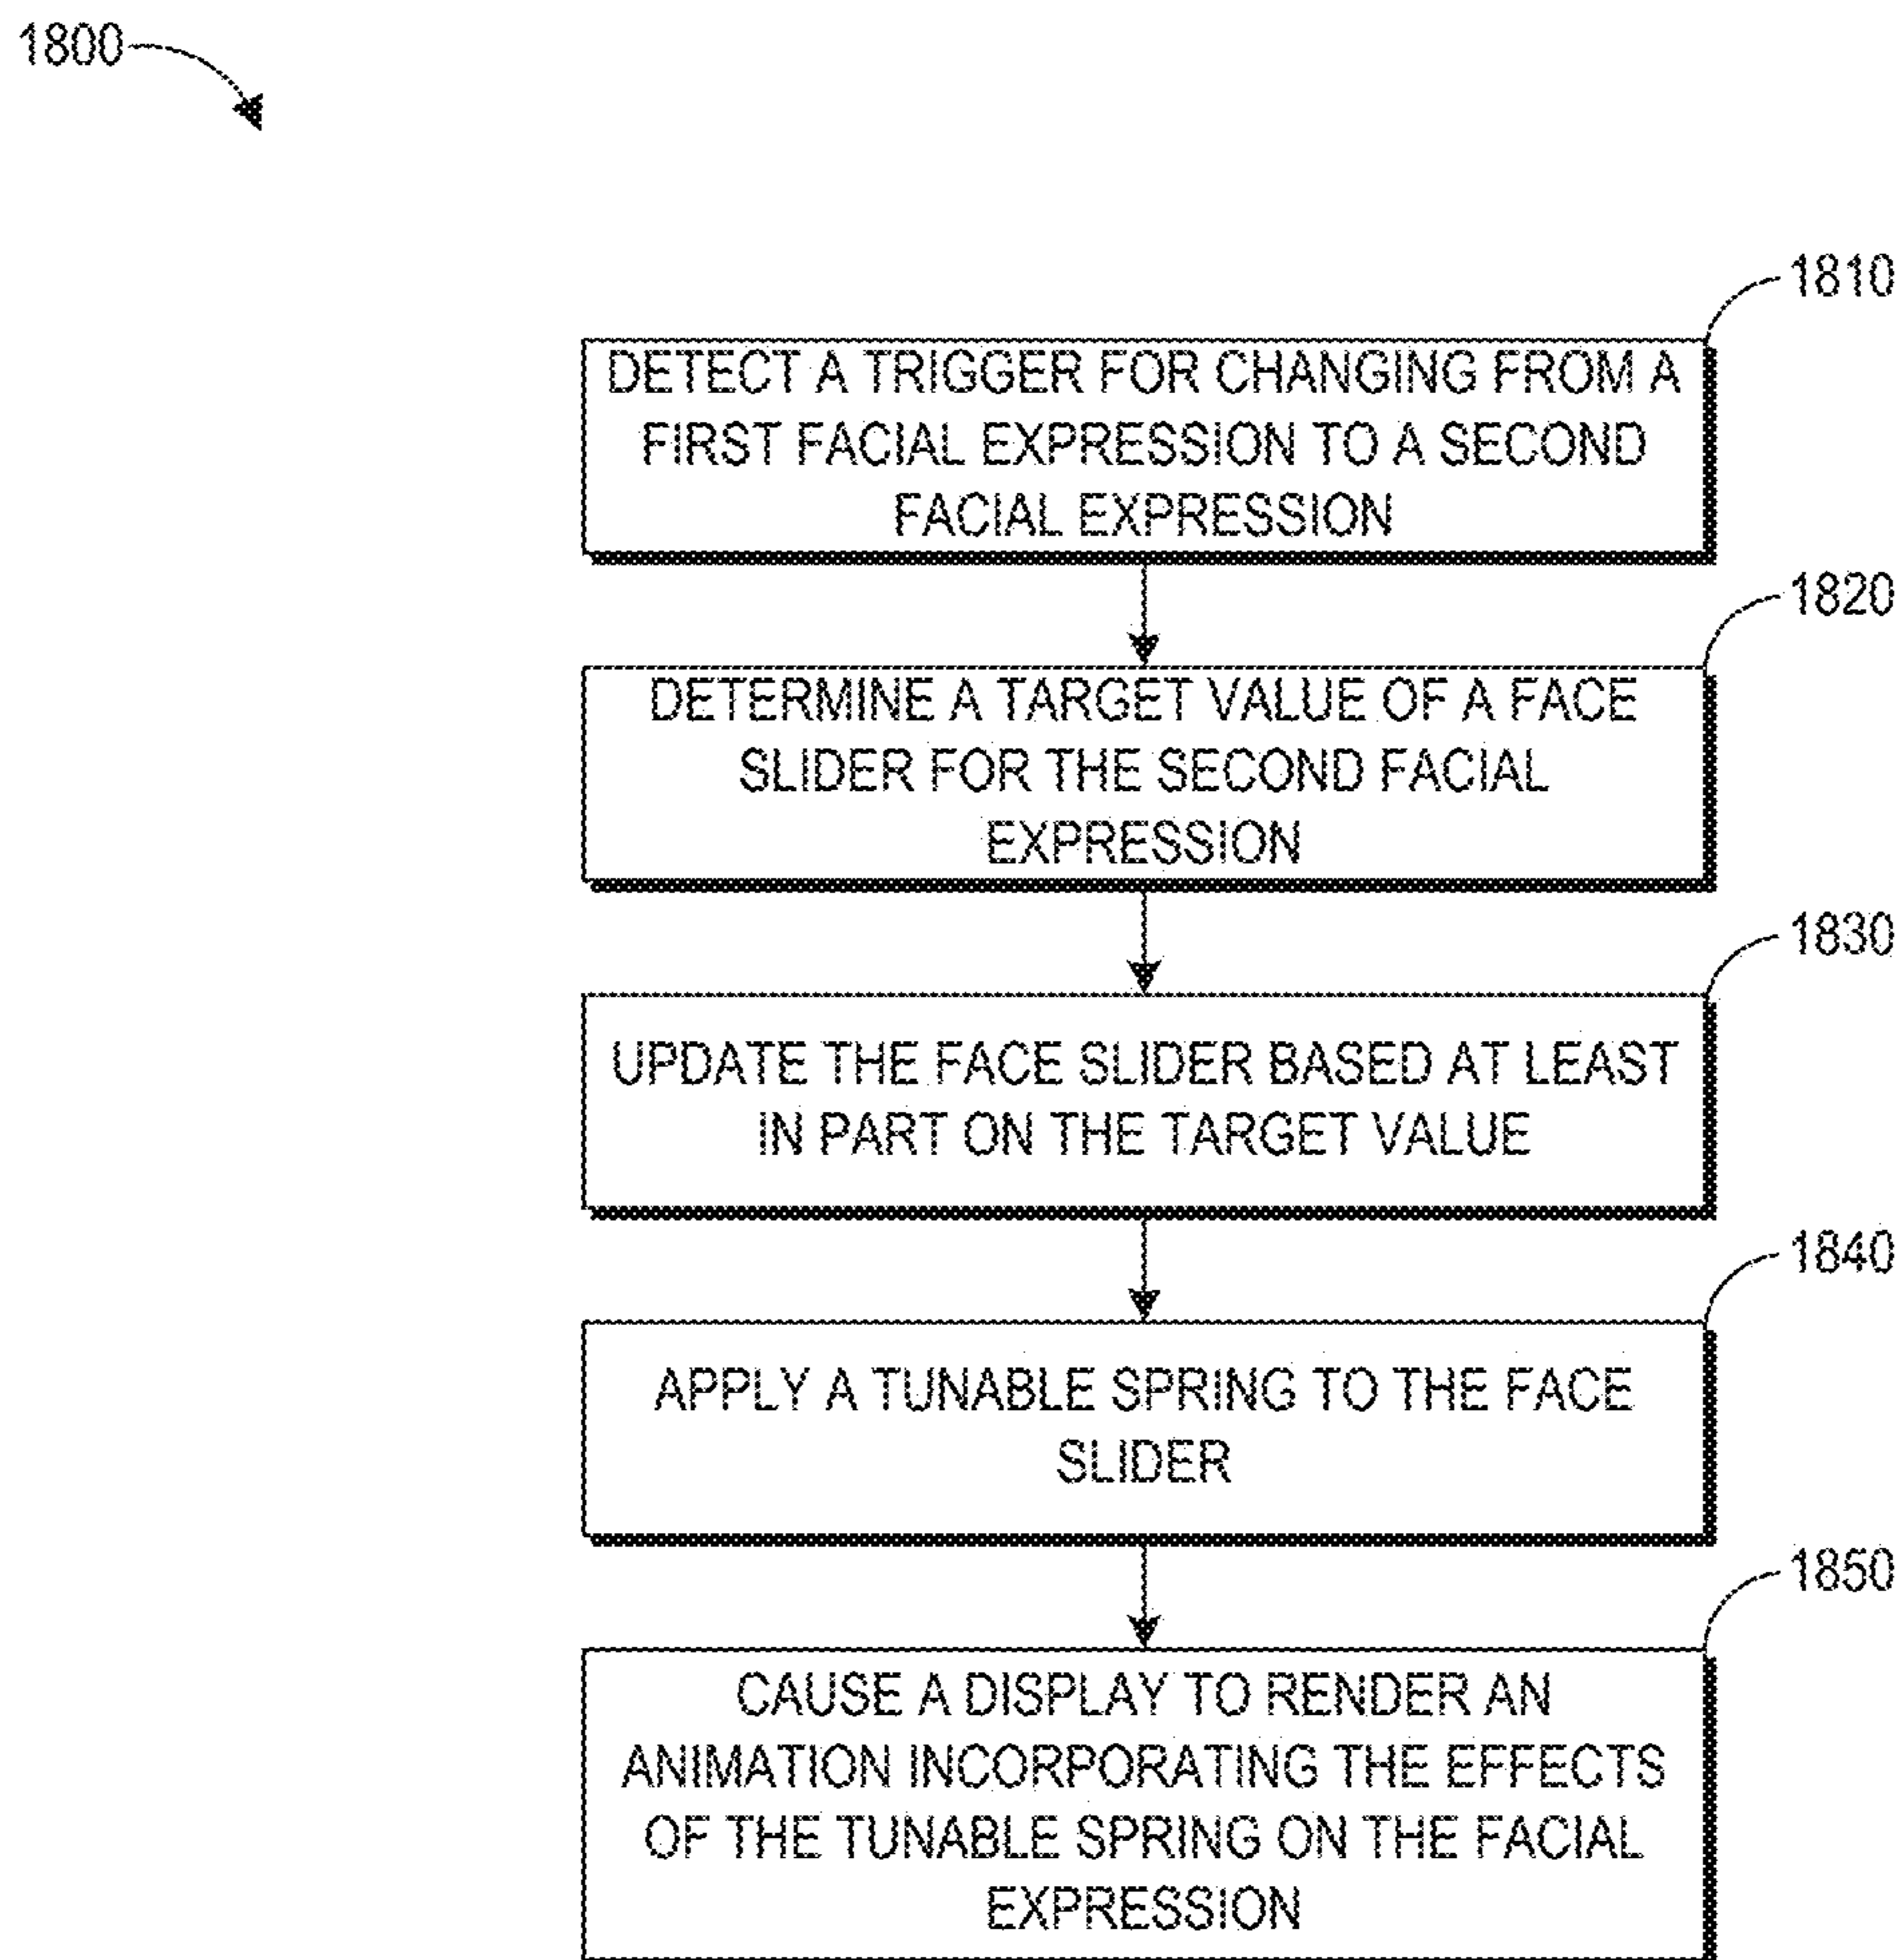 1800
1810
DETECT A TRIGGER FOR CHANGING FROM A
FIRST FACIAL EXPRESSION TO A SECOND
FACIAL EXPRESSION
1820
DETERMINE A TARGET VALUE OF A FACE
SLIDER FOR THE SECOND FACIAL
EXPRESSION
1830
UPDATE THE FACE SLIDER BASED AT LEAST
IN PART ON THE TARGET VALUE
1840
APPLY A TUNABLE SPRING TO THE FACE
SLIDER
1850
CAUSE A DISPLAY TO RENDER AN
ANIMATION INCORPORATING THE EFFECTS
OF THE TUNABLE SPRING ON THE FACIAL
EXPRESSION